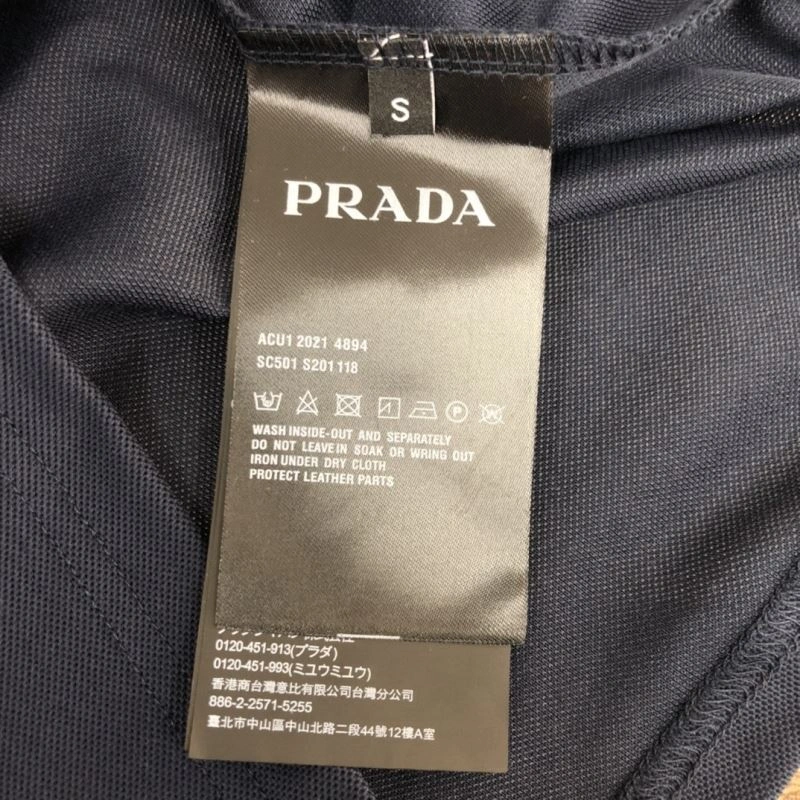 S
PRADA
ACU1 2021 4894
SC501 S201 118
P
W
WASH INSIDE-OUT AND SEPARATELY
DO NOT LEAVE IN SOAK OR WRING OUT
IRON UNDER DRY CLOTH
PROTECT LEATHER PARTS
0120-451-913(プラダ)
0120-451-993(ミユウミユウ)
香港商台灣意比有限公司台灣分公司
886-2-2571-5255
臺北市中山區中山北路二段44號12樓A室